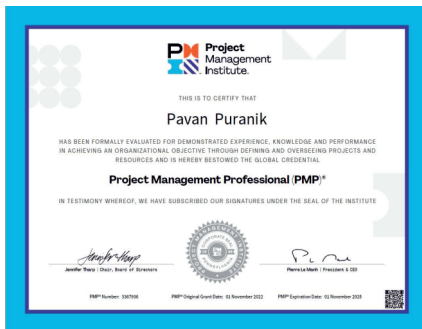 PM
Project
Management
Institute.
THIS IS TO CERTIFY THAT
Pavan Puranik
HAS BEEN FORMALLY EVALUATED FOR DEMONSTRATED EXPERIENCE, KNOWLEDGE AND PERFORMANCE
IN ACHIEVING AN ORGANIZATIONAL OBJECTIVE THROUGH DEFINING AND OVERSEEING PROJECTS AND
RESOURCES AND IS HEREBY BESTOWED THE GLOBAL CREDENTIAL
Project Management Professional (PMP)®
IN TESTIMONY WHEREOF, WE HAVE SUBSCRIBED OUR SIGNATURES UNDER THE SEAL OF THE INSTITUTE
Jennifer Tharp | Chair, Board of Directors
Pierre Le Manh | President & CEO
PMP® Number: 3367906
PMP® Original Grant Date: 01 November 2022
PMP® Expiration Date: 01 November 2025